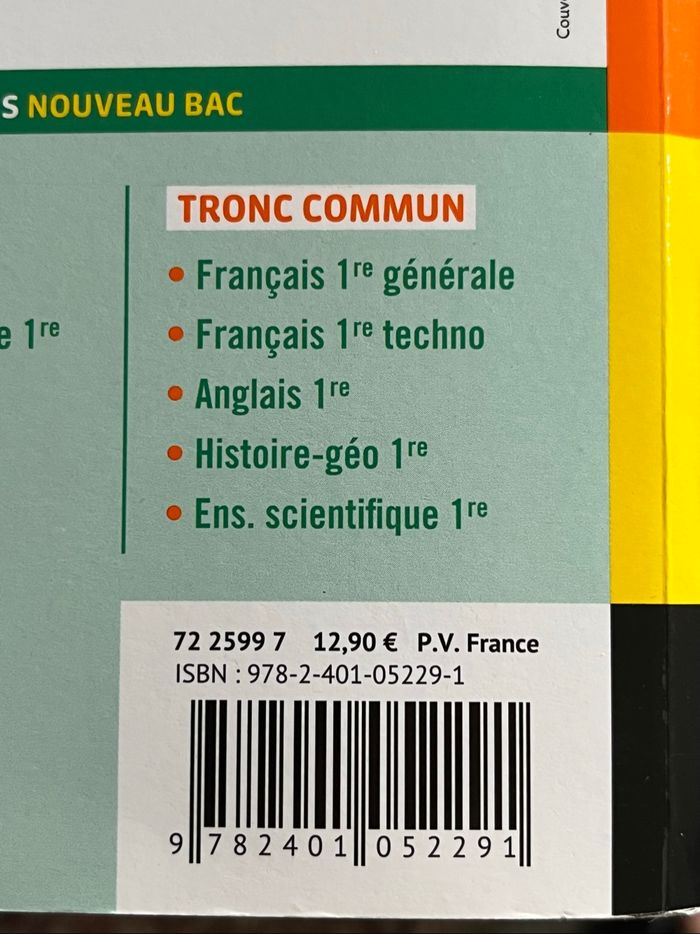 S NOUVEAU BAC
e 1re
TRONC COMMUN
• Français 1re générale
• Français 1re techno
• Anglais 1re
• Histoire-géo 1re
• Ens. scientifique 1re
72 2599 7 12,90 € P.V. France
ISBN : 978-2-401-05229-1
9 782401 052291